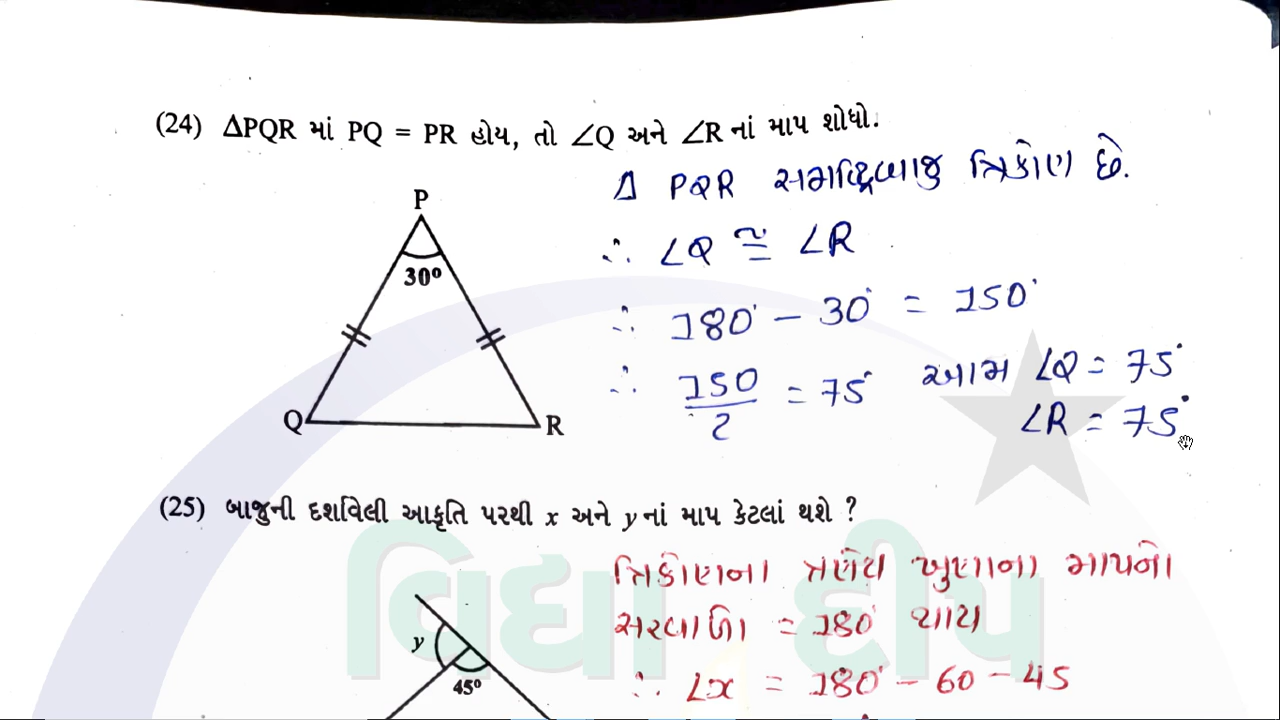 (24) ΔPQR માં PQ = PR હોય, તો ∠Q અને ∠R નાં માપ શોધો.
Δ PQR સમદ્વિબાજુ ત્રિકોણ છે.
P
30°
Q
R
∴ ∠Q ≅ ∠R
∴ 180° – 30° = 150°
∴ 150/2 = 75° આમ ∠Q = 75°
∠R = 75°
(25) બાજુની દર્શાવેલી આકૃતિ પરથી x અને y નાં માપ કેટલાં થશે ?
ત્રિકોણના ત્રણેય ખુણાના માપનો
સરવાળો = 180° થાય
y
45°
∴ ∠x = 180° – 60 – 45
વિદ્યા દીપ